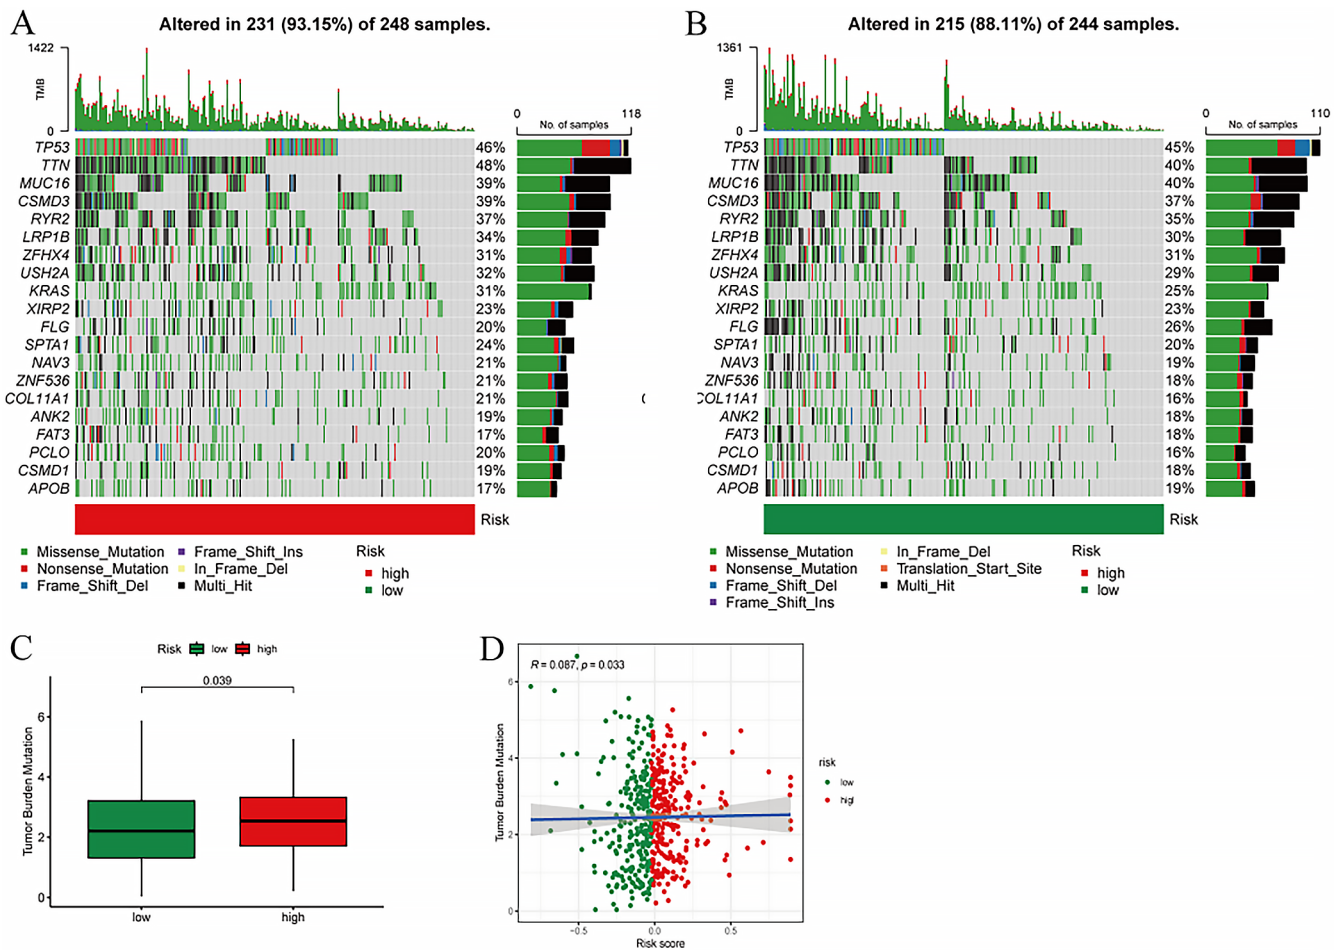 A
Altered in 231 (93.15%) of 248 samples.
1422
TMB
0
0
118
No. of samples
TP53 46%
TTN 48%
MUC16 39%
CSMD3 39%
RYR2 37%
LRP1B 34%
ZFHX4 31%
USH2A 32%
KRAS 31%
XIRP2 23%
FLG 20%
SPTA1 24%
NAV3 21%
ZNF536 21%
COL11A1 21%
ANK2 19%
FAT3 17%
PCLO 20%
CSMD1 19%
APOB 17%
Risk
Missense_Mutation
Nonsense_Mutation
Frame_Shift_Del
Frame_Shift_Ins
In_Frame_Del
Multi_Hit
Risk
high
low
B
Altered in 215 (88.11%) of 244 samples.
1361
TMB
0
0
110
No. of samples
TP53 45%
TTN 40%
MUC16 40%
CSMD3 37%
RYR2 35%
LRP1B 30%
ZFHX4 31%
USH2A 29%
KRAS 25%
XIRP2 23%
FLG 26%
SPTA1 20%
NAV3 19%
ZNF536 18%
COL11A1 16%
ANK2 18%
FAT3 18%
PCLO 16%
CSMD1 18%
APOB 19%
Risk
Missense_Mutation
Nonsense_Mutation
Frame_Shift_Del
Frame_Shift_Ins
In_Frame_Del
Translation_Start_Site
Multi_Hit
Risk
high
low
C
Risk low high
0.039
Tumor Burden Mutation
6
4
2
0
low high
D
R = 0.087, p = 0.033
Tumor Burden Mutation
6
4
2
0
−0.5 0.0 0.5
Risk score
risk
low
higl